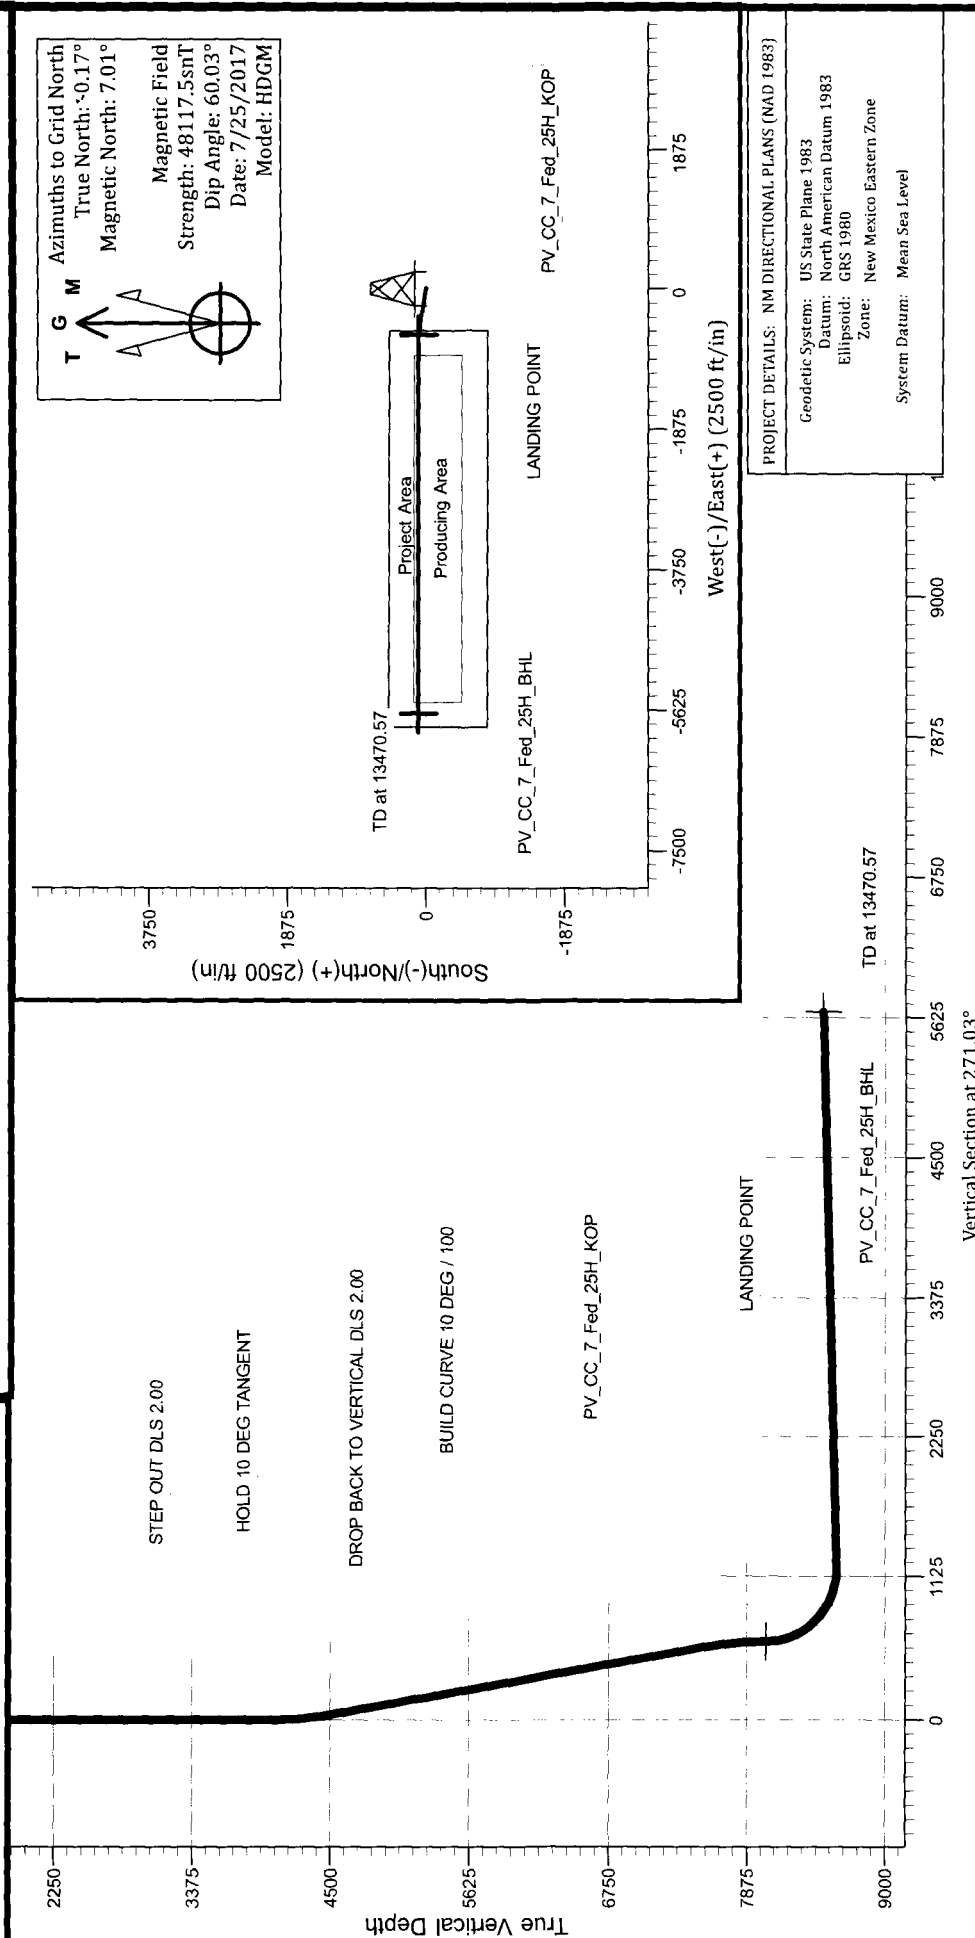 T G M
Azimuths to Grid North
True North: -0.17°
Magnetic North: 7.01°
Magnetic Field
Strength: 48117.5snT
Dip Angle: 60.03°
Date: 7/25/2017
Model: HDGM
South(-)/North(+) (2500 ft/in)
3750
1875
0
-1875
TD at 13470.57
Project Area
Producing Area
PV_CC_7_Fed_25H_BHL
LANDING POINT
PV_CC_7_Fed_25H_KOP
-7500
-5625
-3750
-1875
0
1875
West(-)/East(+) (2500 ft/in)
PROJECT DETAILS: NM DIRECTIONAL PLANS (NAD 1983)
Geodetic System: US State Plane 1983
Datum: North American Datum 1983
Ellipsoid: GRS 1980
Zone: New Mexico Eastern Zone
System Datum: Mean Sea Level
True Vertical Depth
2250
3375
4500
5625
6750
7875
9000
STEP OUT DLS 2.00
HOLD 10 DEG TANGENT
DROP BACK TO VERTICAL DLS 2.00
BUILD CURVE 10 DEG / 100
PV_CC_7_Fed_25H_KOP
LANDING POINT
PV_CC_7_Fed_25H_BHL
TD at 13470.57
0
1125
2250
3375
4500
5625
6750
7875
9000
Vertical Section at 271.03°